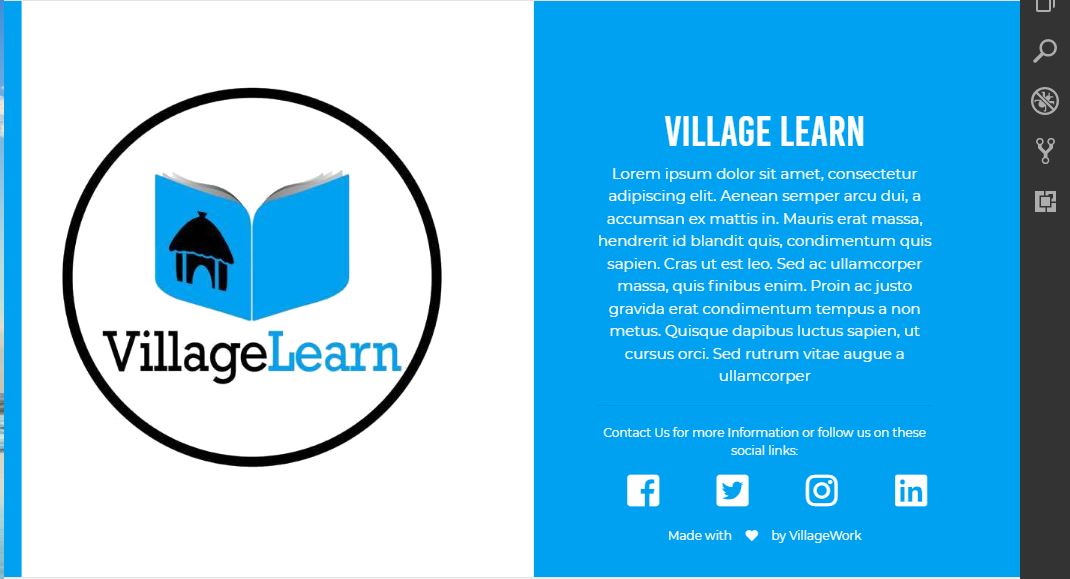 VillageLearn
VILLAGE LEARN
Lorem ipsum dolor sit amet, consectetur
adipiscing elit. Aenean semper arcu dui, a
accumsan ex mattis in. Mauris erat massa,
hendrerit id blandit quis, condimentum quis
sapien. Cras ut est leo. Sed ac ullamcorper
massa, quis finibus enim. Proin ac justo
gravida erat condimentum tempus a non
metus. Quisque dapibus luctus sapien, ut
cursus orci. Sed rutrum vitae augue a
ullamcorper
Contact Us for more Information or follow us on these
social links:
Made with ♥ by VillageWork